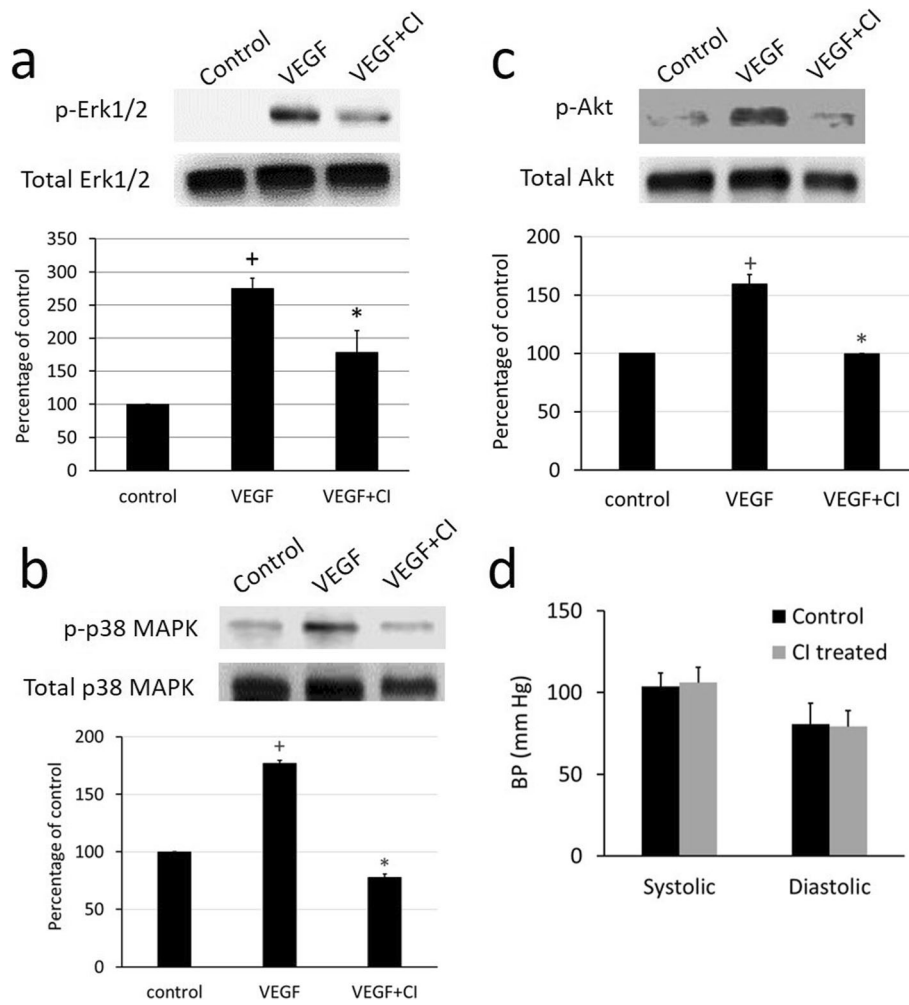 a
Control VEGF VEGF+CI
p-Erk1/2
Total Erk1/2
Percentage of control
350
300
250
200
150
100
50
0
+
*
control VEGF VEGF+CI
c
Control VEGF VEGF+CI
p-Akt
Total Akt
Percentage of control
200
150
100
50
0
+
*
control VEGF VEGF+CI
b
Control VEGF VEGF+CI
p-p38 MAPK
Total p38 MAPK
Percentage of control
200
150
100
50
0
+
*
control VEGF VEGF+CI
d
BP (mm Hg)
150
100
50
0
Control
CI treated
Systolic Diastolic